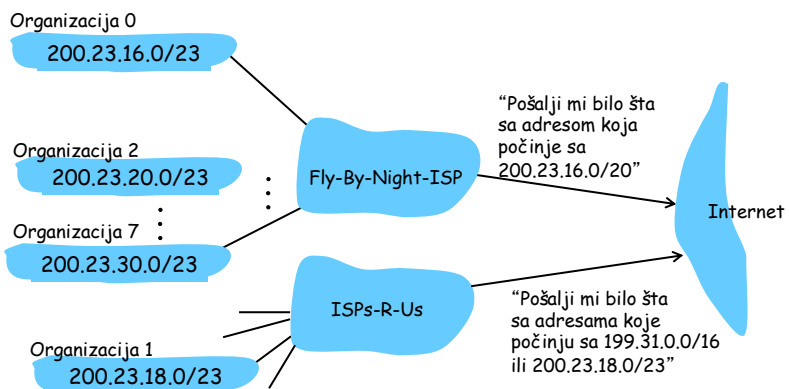 Organizacija 0
200.23.16.0/23
Organizacija 2
200.23.20.0/23
Organizacija 7
200.23.30.0/23
Fly-By-Night-ISP
“Pošalji mi bilo šta
sa adresom koja
počinje sa
200.23.16.0/20”
Internet
ISPs-R-Us
Organizacija 1
200.23.18.0/23
“Pošalji mi bilo šta
sa adresama koje
počinju sa 199.31.0.0/16
ili 200.23.18.0/23”